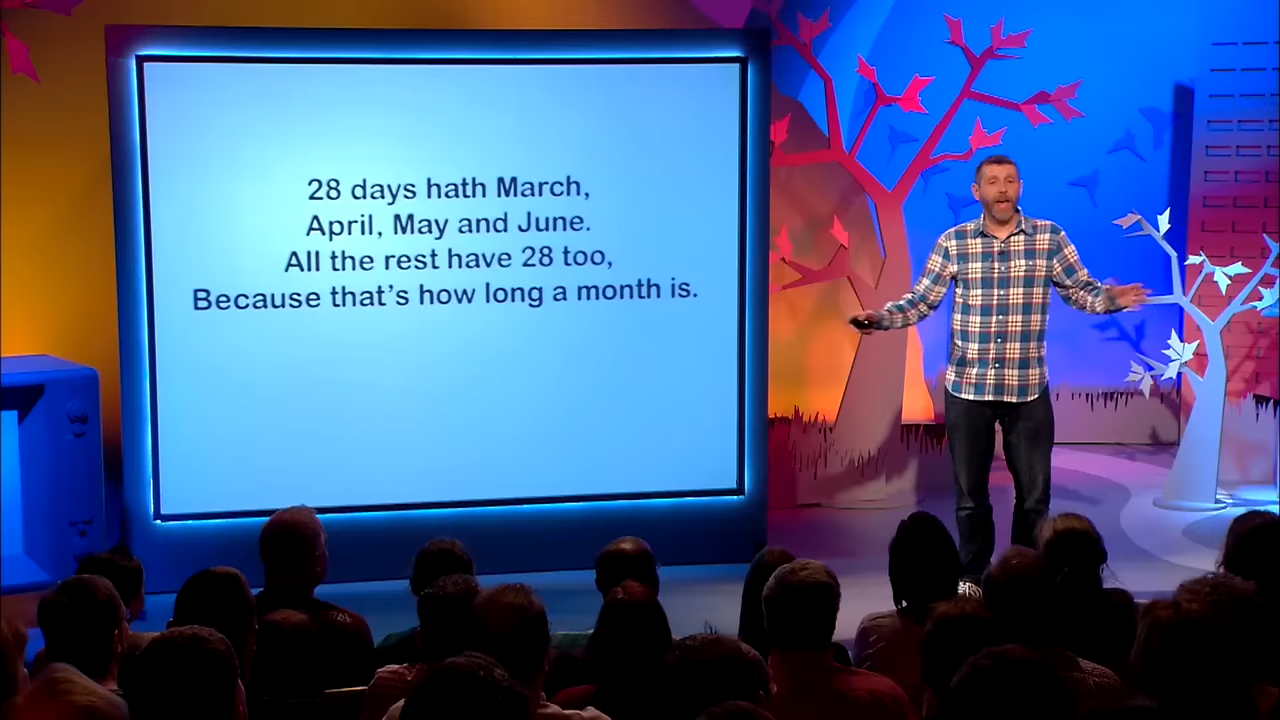 28 days hath March,
April, May and June.
All the rest have 28 too,
Because that's how long a month is.